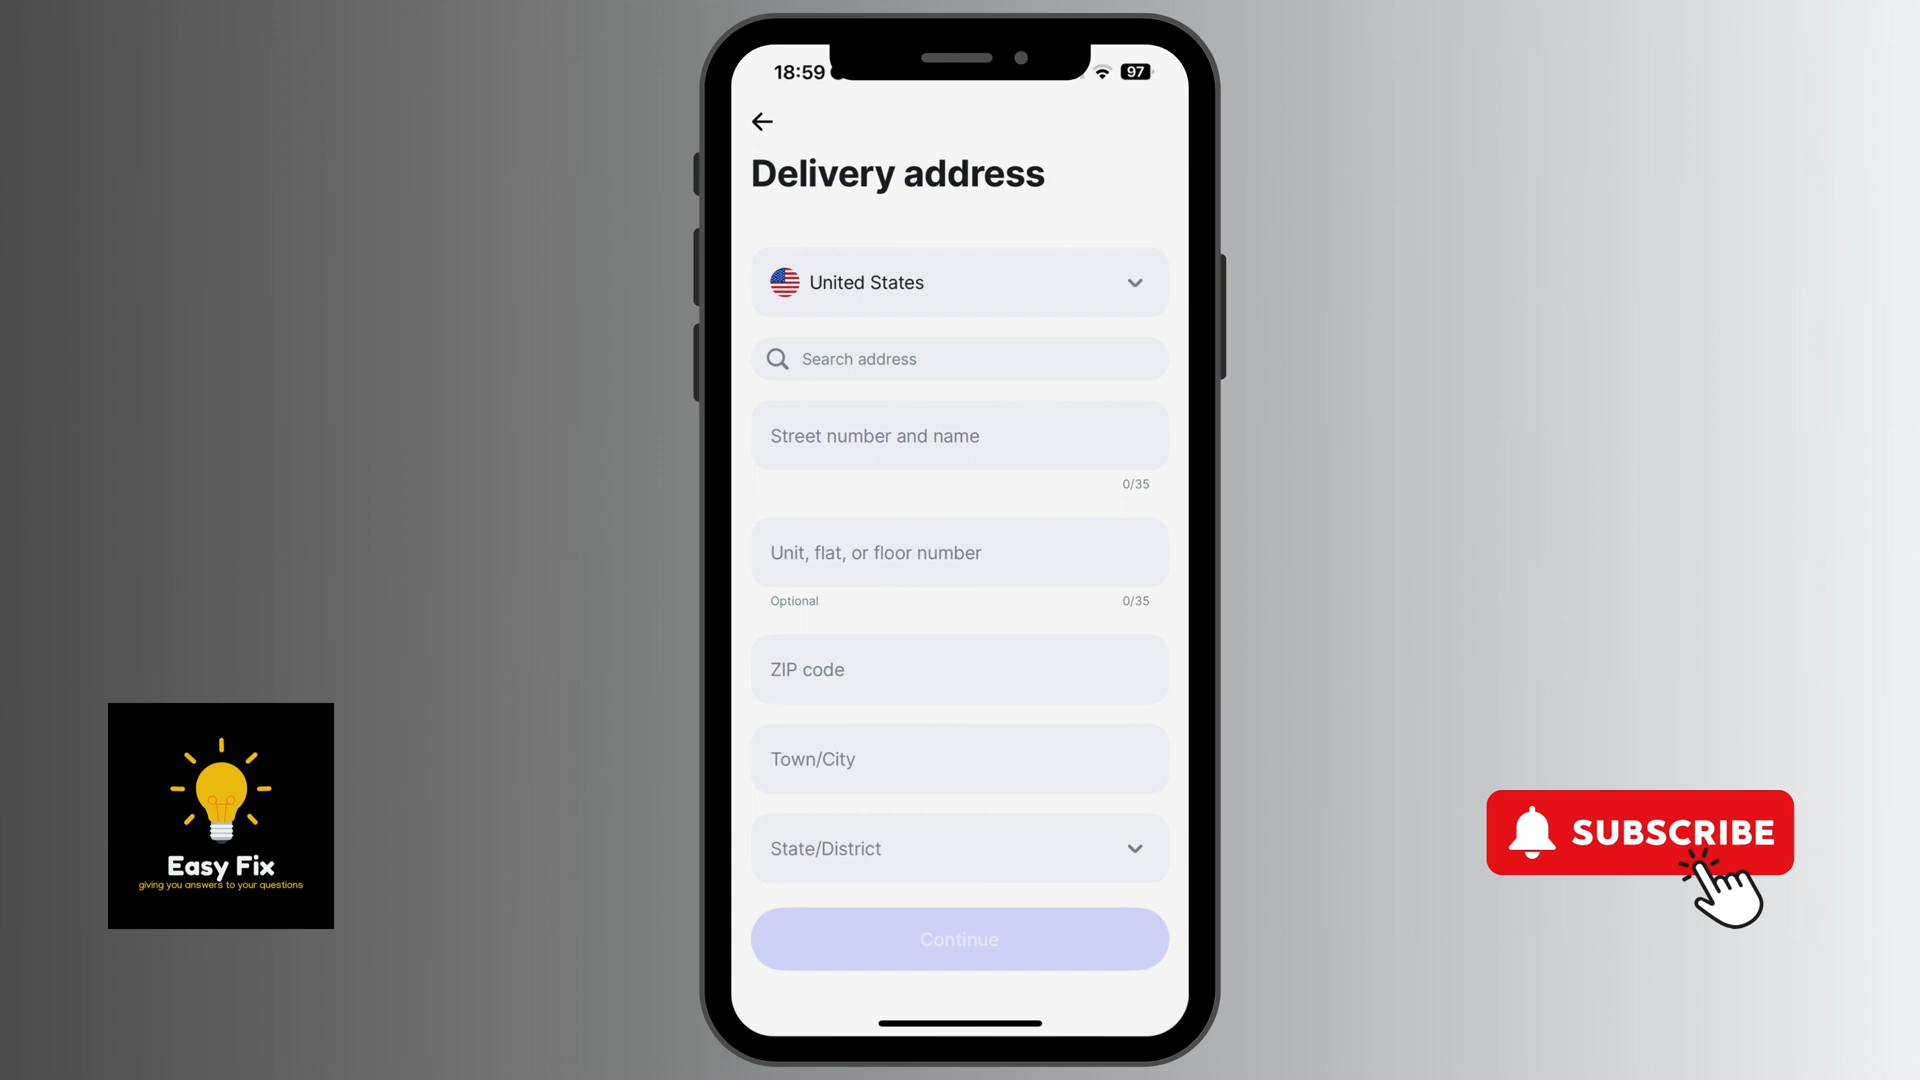 18:59
97
Delivery address
United States
Search address
Street number and name
0/35
Unit, flat, or floor number
Optional
0/35
ZIP code
Town/City
State/District
Continue
Easy Fix
giving you answers to your questions
SUBSCRIBE